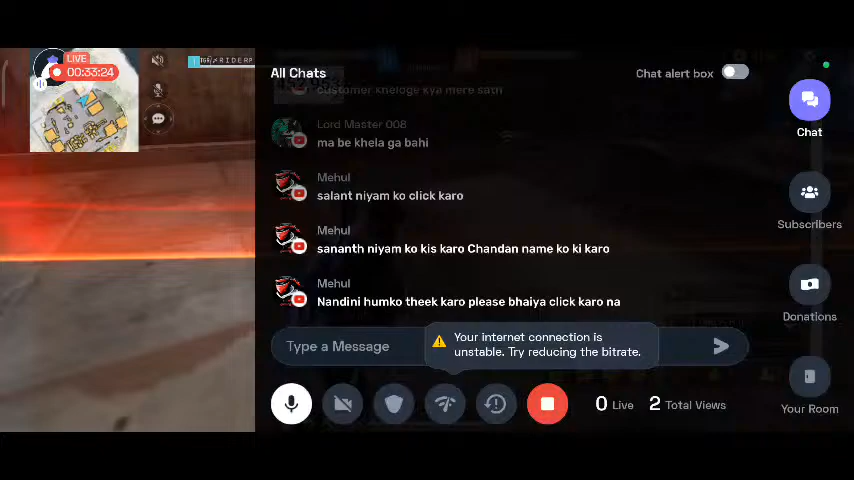 LIVE
00:33:24
All Chats
Chat alert box
customer kheloge kya mere sath
Lord Master 008
ma be khela ga bahi
Mehul
salant niyam ko click karo
Mehul
sananth niyam ko kis karo Chandan name ko ki karo
Mehul
Nandini humko theek karo please bhaiya click karo na
Type a Message
Your internet connection is
unstable. Try reducing the bitrate.
0 Live
2 Total Views
Chat
Subscribers
Donations
Your Room